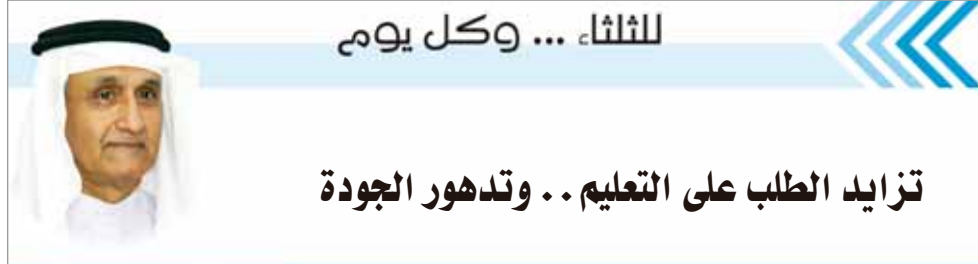 للثلثاء ... وكل يوم
تزايد الطلب على التعليم .. وتدهور الجودة